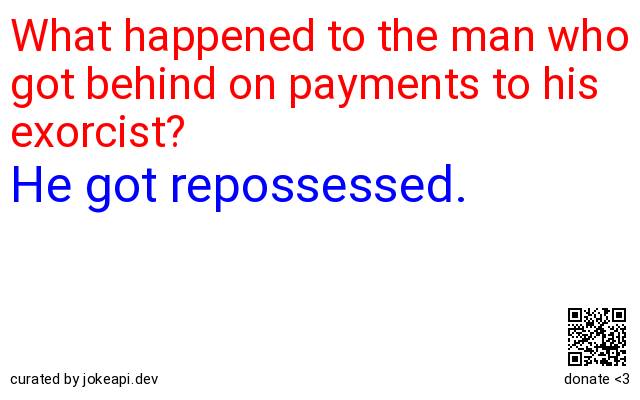 What happened to the man who
got behind on payments to his
exorcist?
He got repossessed.
curated by jokeapi.dev
donate <3